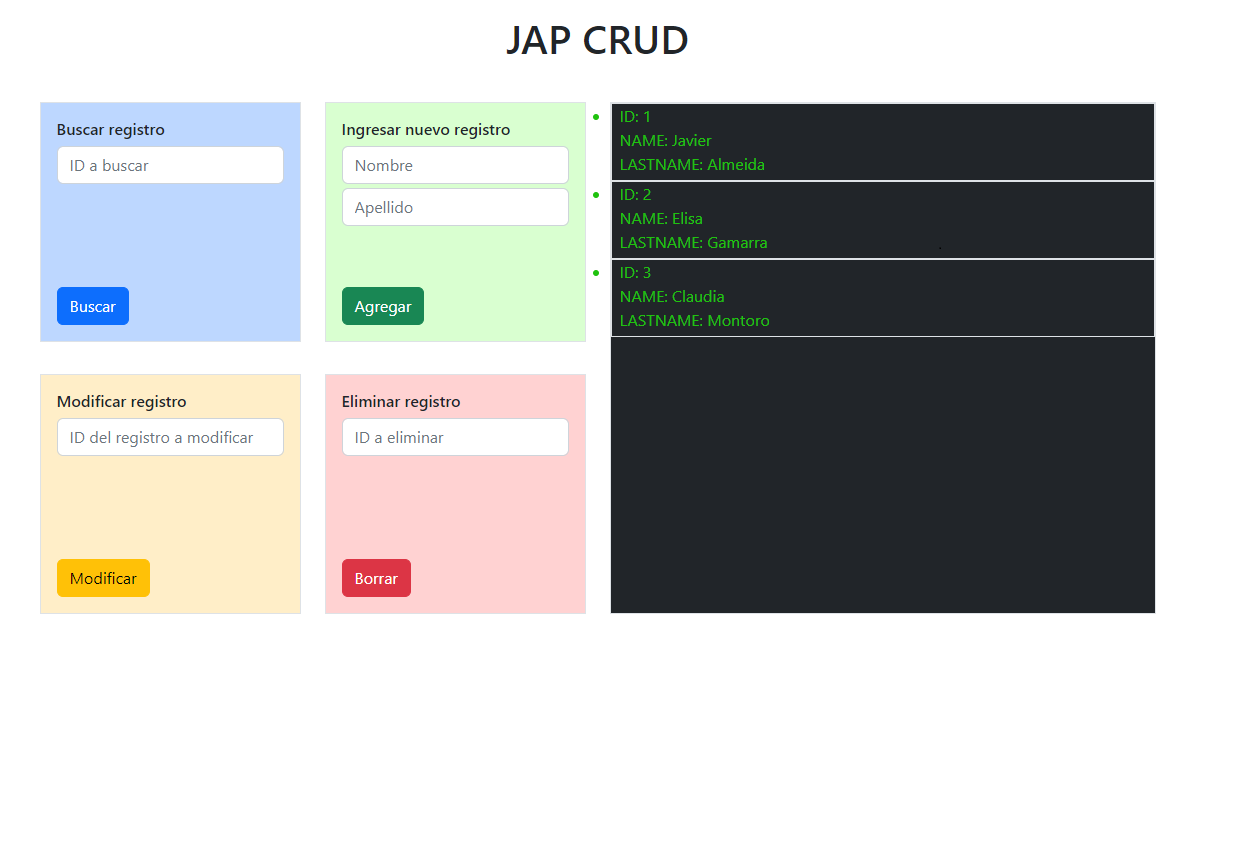 JAP CRUD
Buscar registro
ID a buscar
Buscar
Ingresar nuevo registro
Nombre
Apellido
Agregar
Modificar registro
ID del registro a modificar
Modificar
Eliminar registro
ID a eliminar
Borrar
ID: 1
NAME: Javier
LASTNAME: Almeida
ID: 2
NAME: Elisa
LASTNAME: Gamarra
ID: 3
NAME: Claudia
LASTNAME: Montoro